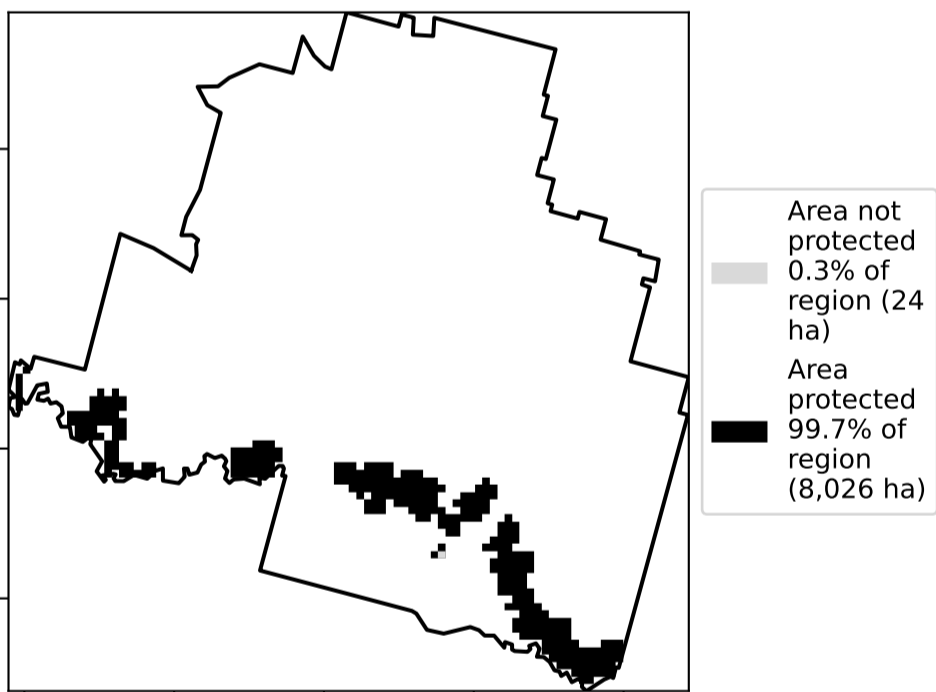 Area not
protected
0.3% of
region (24
ha)
Area
protected
99.7% of
region
(8,026 ha)